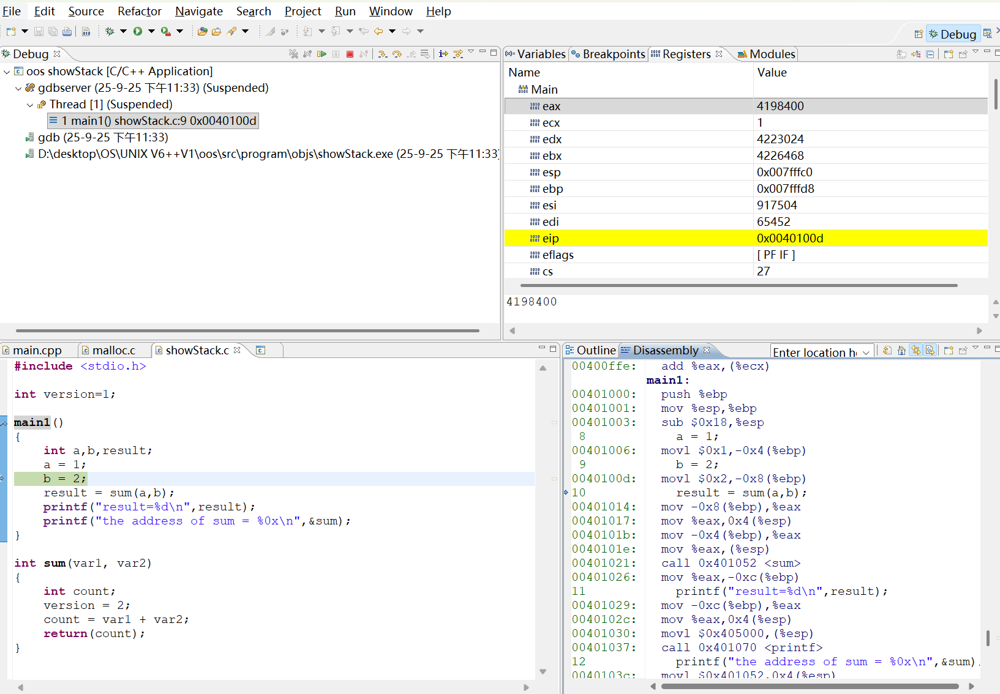 File Edit Source Refactor Navigate Search Project Run Window Help
Debug
Debug
oos showStack [C/C++ Application]
gdbserver (25-9-25 下午11:33) (Suspended)
Thread [1] (Suspended)
1 main1() showStack.c:9 0x0040100d
gdb (25-9-25 下午11:33)
D:\desktop\OS\UNIX V6++V1\oos\src\program\objs\showStack.exe (25-9-25 下午11:33)
Variables Breakpoints Registers Modules
Name Value
Main
eax 4198400
ecx 1
edx 4223024
ebx 4226468
esp 0x007fffc0
ebp 0x007fffd8
esi 917504
edi 65452
eip 0x0040100d
eflags [ PF IF ]
cs 27
4198400
main.cpp malloc.c showStack.c
#include <stdio.h>
int version=1;
main1()
{
int a,b,result;
a = 1;
b = 2;
result = sum(a,b);
printf("result=%d\n",result);
printf("the address of sum = %0x\n",&sum);
}
int sum(var1, var2)
{
int count;
version = 2;
count = var1 + var2;
return(count);
}
Outline Disassembly Enter location h
00400ffe: add %eax,(%ecx)
main1:
00401000: push %ebp
00401001: mov %esp,%ebp
00401003: sub $0x18,%esp
8 a = 1;
00401006: movl $0x1,-0x4(%ebp)
9 b = 2;
0040100d: movl $0x2,-0x8(%ebp)
10 result = sum(a,b);
00401014: mov -0x8(%ebp),%eax
00401017: mov %eax,0x4(%esp)
0040101b: mov -0x4(%ebp),%eax
0040101e: mov %eax,(%esp)
00401021: call 0x401052 <sum>
00401026: mov %eax,-0xc(%ebp)
11 printf("result=%d\n",result);
00401029: mov -0xc(%ebp),%eax
0040102c: mov %eax,0x4(%esp)
00401030: movl $0x405000,(%esp)
00401037: call 0x401070 <printf>
12 printf("the address of sum = %0x\n",&sum)
0040103c: movl $0x401052,0x4(%esp)